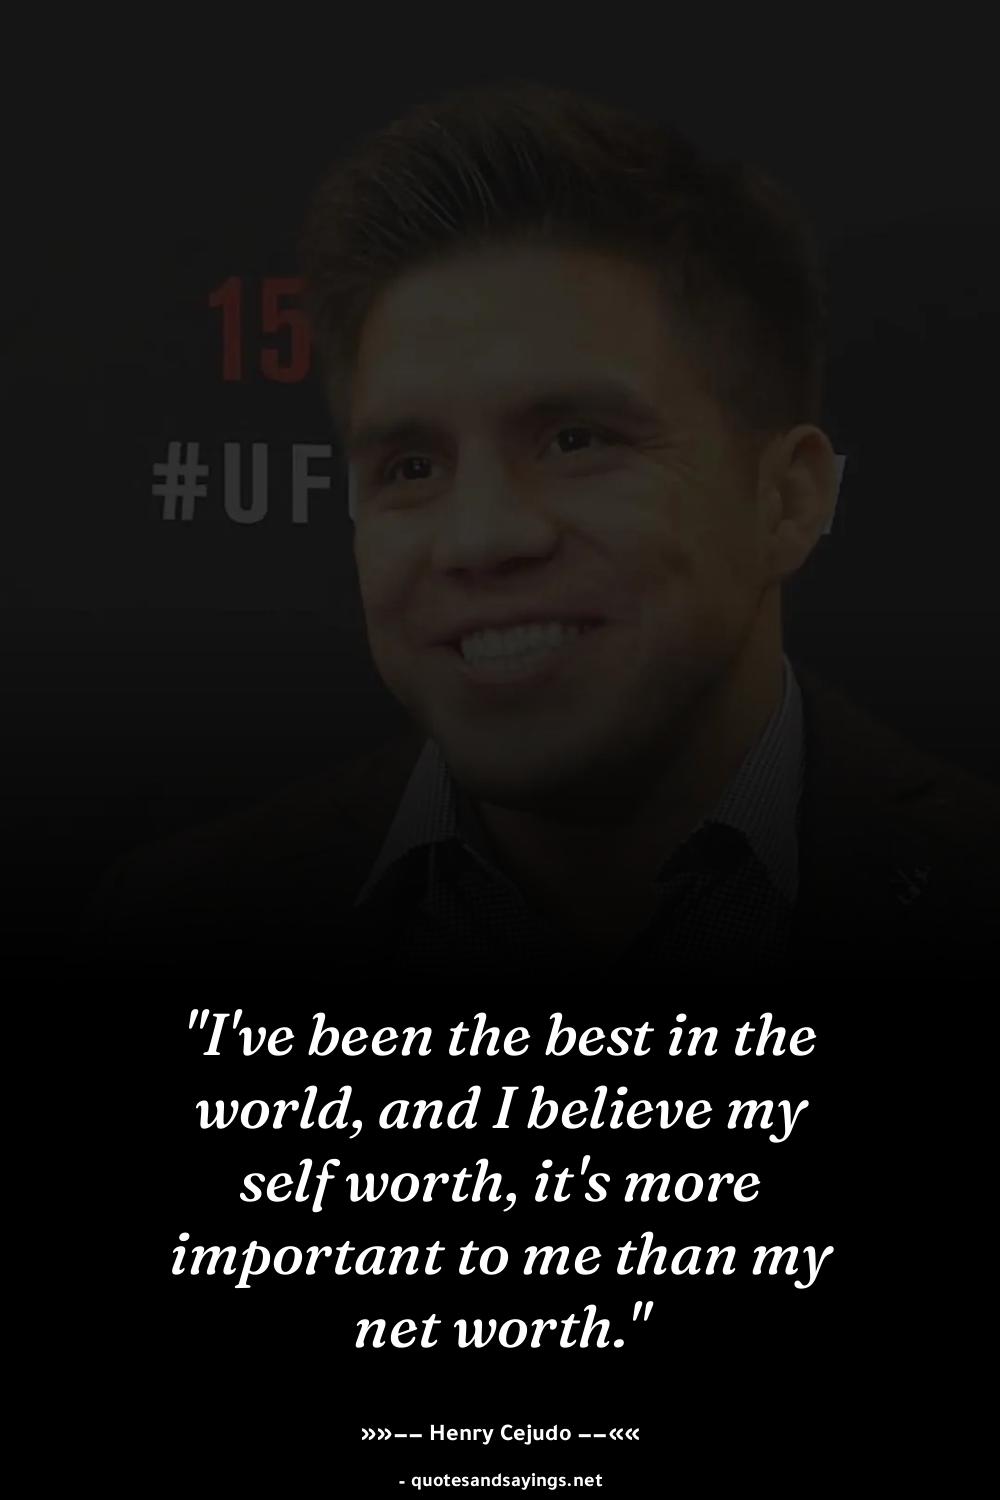 15
#UF
"I've been the best in the
world, and I believe my
self worth, it's more
important to me than my
net worth."
»»−− Henry Cejudo −−««
- quotesandsayings.net